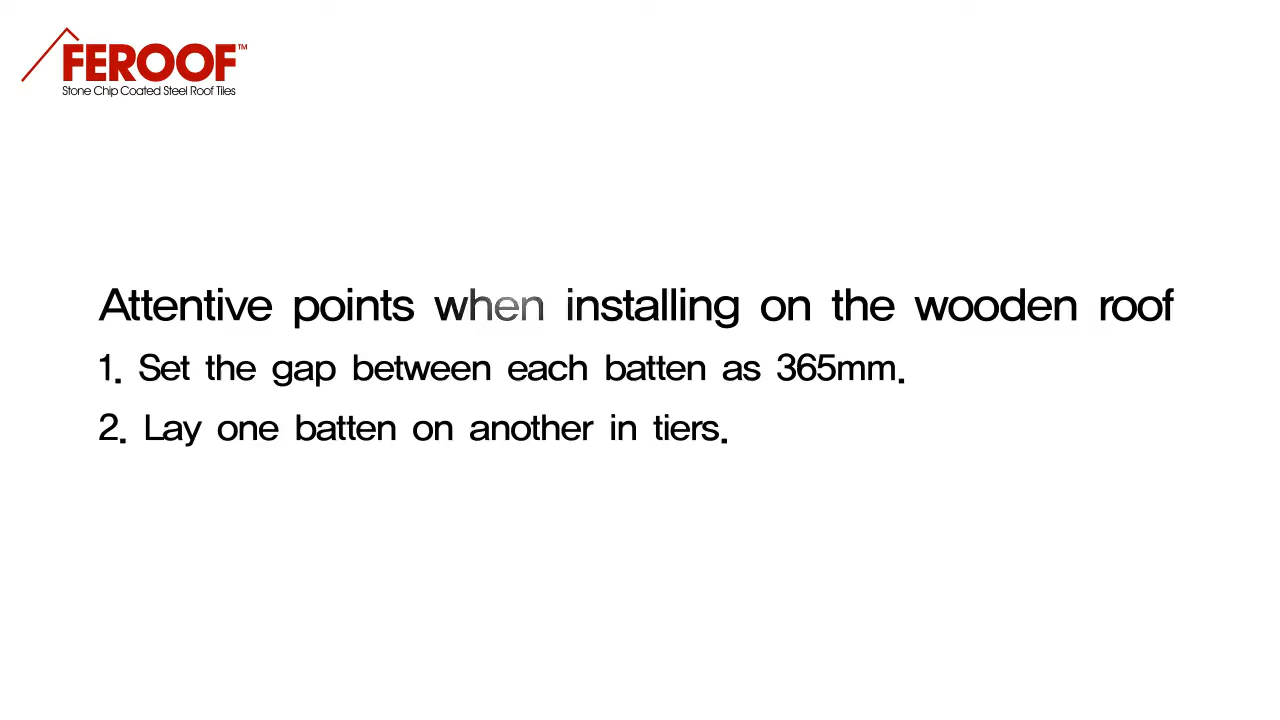 FEROOF™
Stone Chip Coated Steel Roof Tiles
Attentive points when installing on the wooden roof
1. Set the gap between each batten as 365mm.
2. Lay one batten on another in tiers.